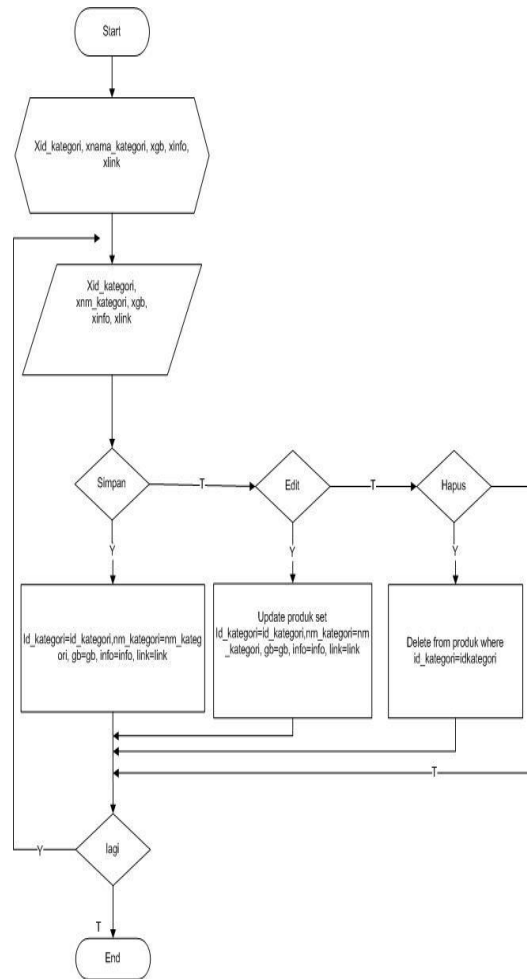 Start
Xid_kategori, xnama_kategori, xgb, xinfo,
xlink
Xid_kategori,
xnm_kategori, xgb,
xinfo, xlink
Simpan
T
Edit
T
Hapus
Y
Y
Y
Id_kategori=id_kategori,nm_kategori=nm_kateg
ori, gb=gb, info=info, link=link
Update produk set
Id_kategori=id_kategori,nm_kategori=nm
_kategori, gb=gb, info=info, link=link
Delete from produk where
id_kategori=idkategori
T
lagi
Y
T
End